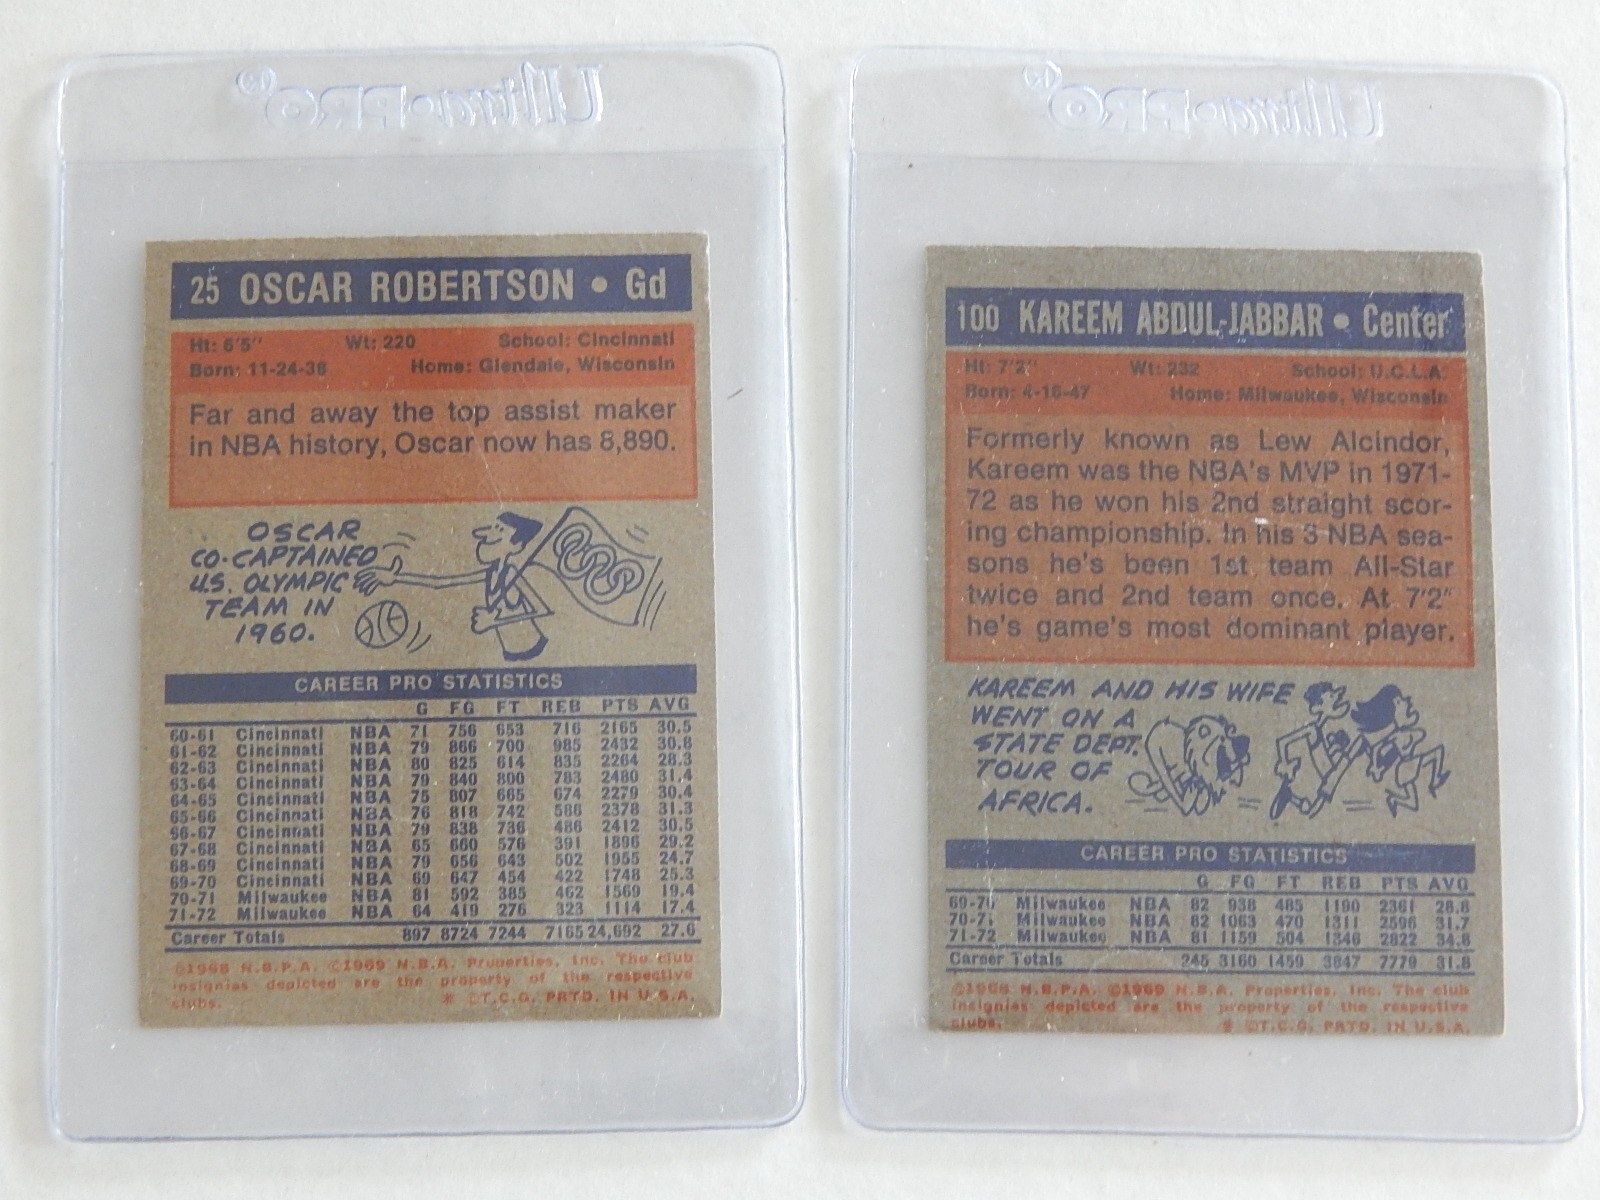 Ultra•PRO®
25 OSCAR ROBERTSON • Gd
Ht: 6'5" Wt: 220 School: Cincinnati
Born: 11-24-38 Home: Glendale, Wisconsin
Far and away the top assist maker
in NBA history, Oscar now has 8,890.
OSCAR
CO-CAPTAINED
U.S. OLYMPIC
TEAM IN
1960.
CAREER PRO STATISTICS
G FG FT REB PTS AVG
60-61 Cincinnati NBA 71 756 653 716 2165 30.5
61-62 Cincinnati NBA 79 866 700 985 2432 30.8
62-63 Cincinnati NBA 80 825 614 835 2264 28.3
63-64 Cincinnati NBA 79 840 800 783 2480 31.4
64-65 Cincinnati NBA 75 807 665 674 2279 30.4
65-66 Cincinnati NBA 76 818 742 586 2378 31.3
66-67 Cincinnati NBA 79 838 736 486 2412 30.5
67-68 Cincinnati NBA 65 660 576 391 1896 29.2
68-69 Cincinnati NBA 79 656 643 502 1955 24.7
69-70 Cincinnati NBA 69 647 454 422 1748 25.3
70-71 Milwaukee NBA 81 592 385 462 1569 19.4
71-72 Milwaukee NBA 64 419 276 323 1114 17.4
Career Totals 897 8724 7244 7165 24,692 27.6
©1968 N.B.P.A. ©1969 N.B.A. Properties, Inc. The club
insignias depicted are the property of the respective
clubs. * ©T.C.G. PRTD. IN U.S.A.
Ultra•PRO®
100 KAREEM ABDUL-JABBAR • Center
Ht: 7'2" Wt: 232 School: U.C.L.A.
Born: 4-16-47 Home: Milwaukee, Wisconsin
Formerly known as Lew Alcindor,
Kareem was the NBA's MVP in 1971-
72 as he won his 2nd straight scor-
ing championship. In his 3 NBA sea-
sons he's been 1st team All-Star
twice and 2nd team once. At 7'2"
he's game's most dominant player.
KAREEM AND HIS WIFE
WENT ON A
STATE DEPT.
TOUR OF
AFRICA.
CAREER PRO STATISTICS
G FG FT REB PTS AVG
69-70 Milwaukee NBA 82 938 485 1190 2361 28.8
70-71 Milwaukee NBA 82 1063 470 1311 2596 31.7
71-72 Milwaukee NBA 81 1159 504 1346 2822 34.8
Career Totals 245 3160 1459 3847 7779 31.8
©1968 N.B.P.A. ©1969 N.B.A. Properties, Inc. The club
insignias depicted are the property of the respective
clubs. * ©T.C.G. PRTD. IN U.S.A.